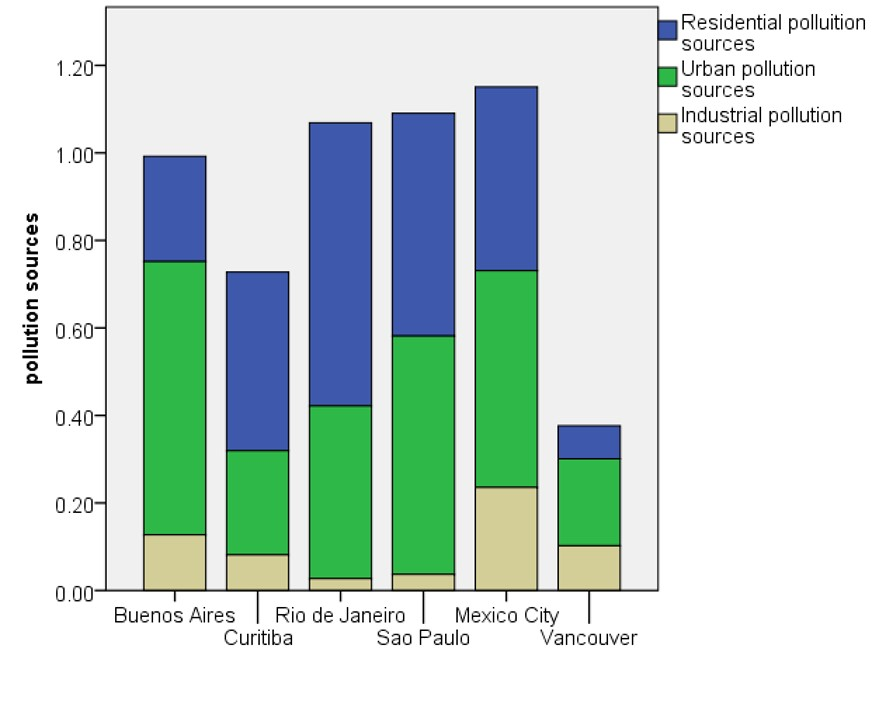 Residential polluition
sources
Urban pollution
sources
Industrial pollution
sources
pollution sources
1.20
1.00
0.80
0.60
0.40
0.20
0.00
Buenos Aires
Curitiba
Rio de Janeiro
Sao Paulo
Mexico City
Vancouver